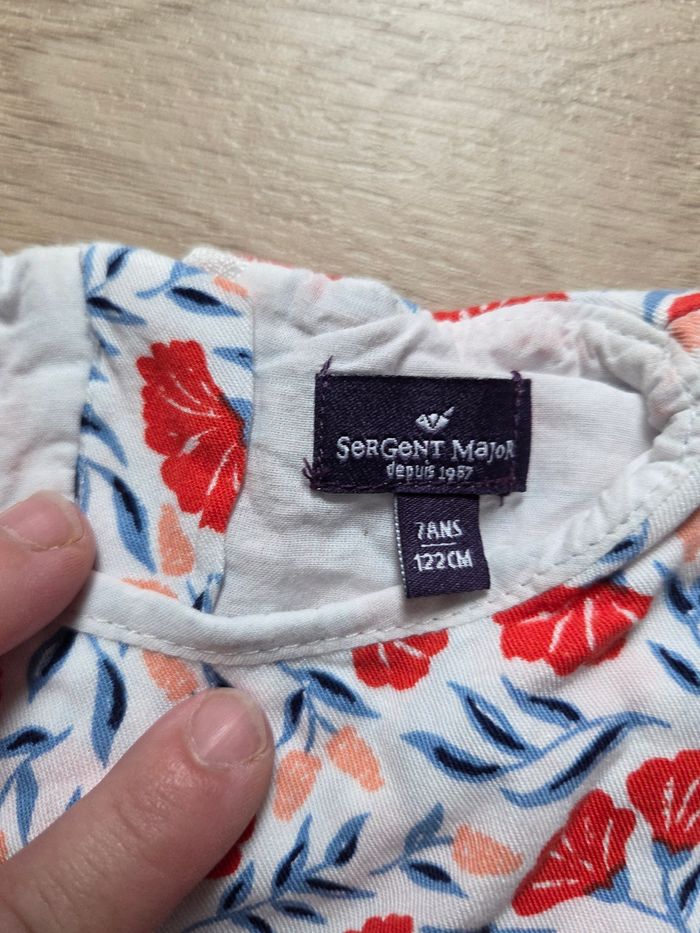 SerGent MaJoR
depuis 1987
7ANS
122CM